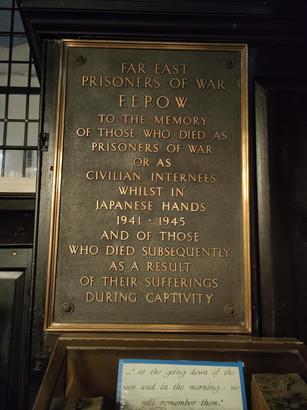 FAR EAST
PRISONERS OF WAR
F.E.P.O.W
TO THE MEMORY
OF THOSE WHO DIED AS
PRISONERS OF WAR
OR AS
CIVILIAN INTERNEES
WHILST IN
JAPANESE HANDS
1941 - 1945
AND OF THOSE
WHO DIED SUBSEQUENTLY
AS A RESULT
OF THEIR SUFFERINGS
DURING CAPTIVITY
...' at the going down of the
sun and in the morning - we
will remember them.'